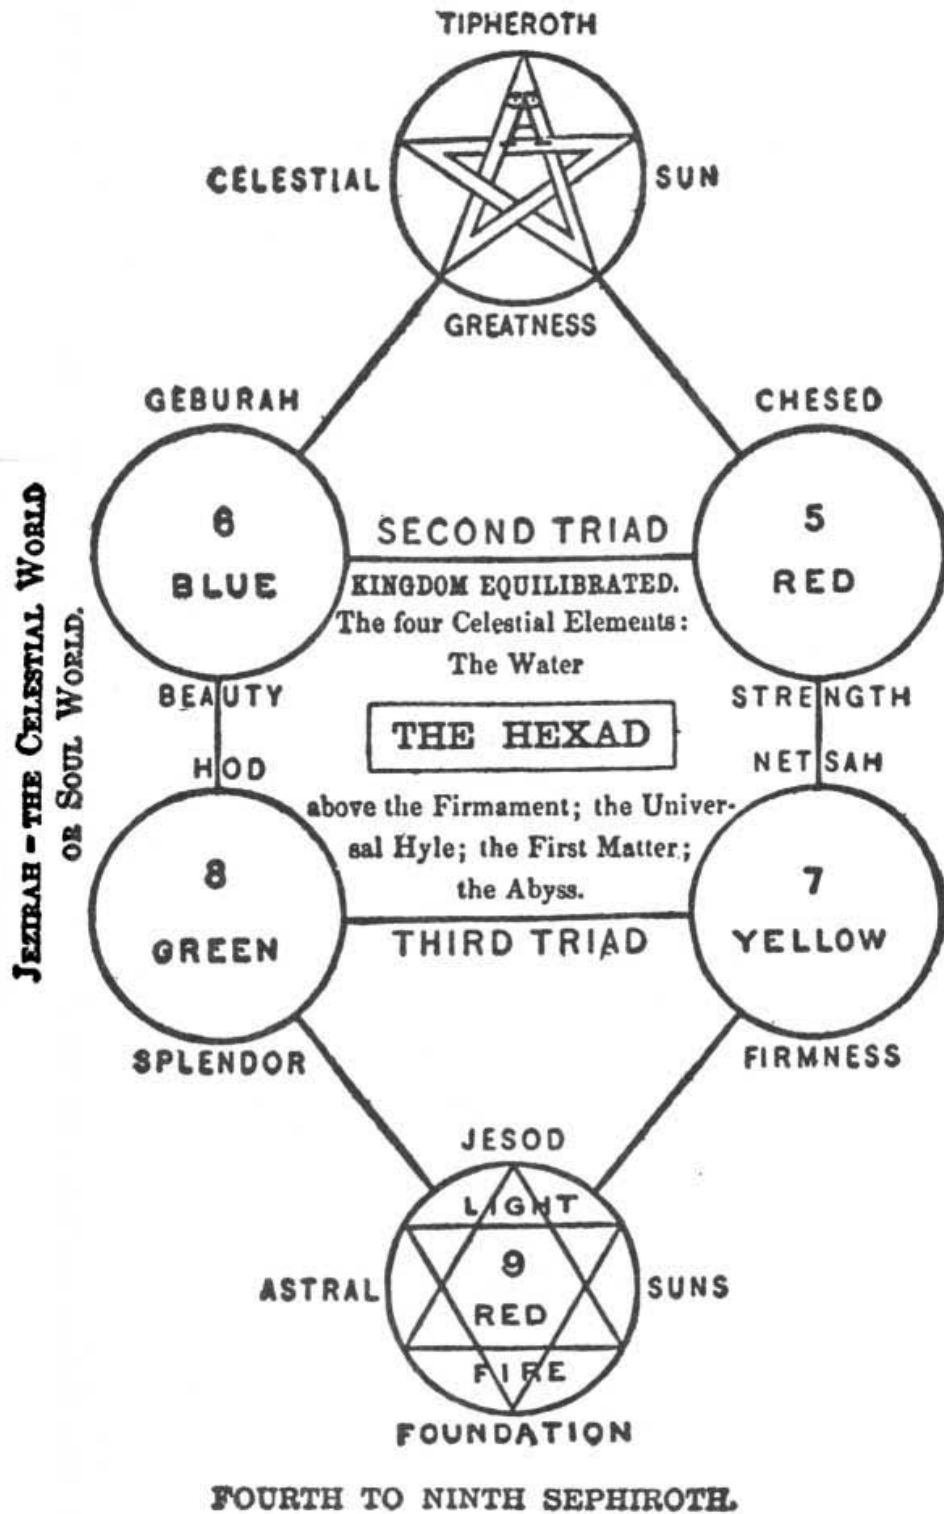 TIPHEROTH
CELESTIAL SUN
GREATNESS
GEBURAH CHESED
6 5
BLUE RED
SECOND TRIAD
KINGDOM EQUILIBRATED.
The four Celestial Elements:
The Water
BEAUTY STRENGTH
THE HEXAD
HOD NETSAH
above the Firmament; the Univer-
sal Hyle; the First Matter;
the Abyss.
8 7
GREEN YELLOW
THIRD TRIAD
SPLENDOR FIRMNESS
JESOD
LIGHT
9
RED
FIRE
ASTRAL SUNS
FOUNDATION
JEZIRAH - THE CELESTIAL WORLD
OR SOUL WORLD.
FOURTH TO NINTH SEPHIROTH.